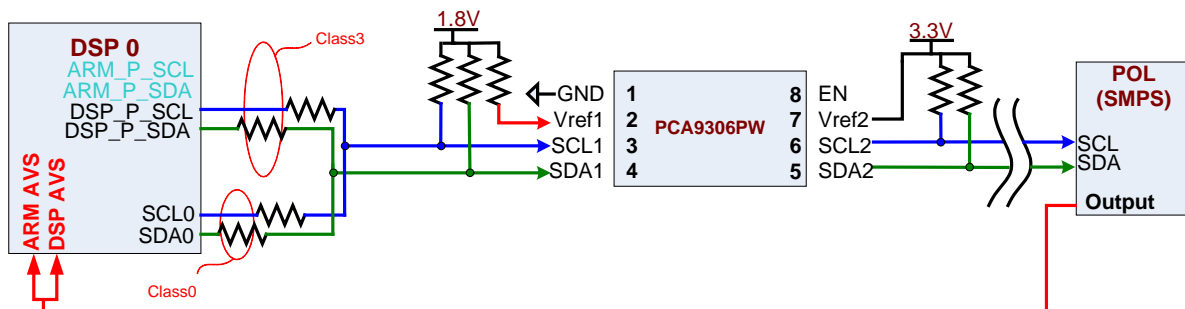 DSP 0
ARM_P_SCL
ARM_P_SDA
DSP_P_SCL
DSP_P_SDA
SCL0
SDA0
ARM AVS
DSP AVS
Class3
Class0
1.8V
GND
Vref1
SCL1
SDA1
1
2
3
4
PCA9306PW
8
7
6
5
EN
Vref2
SCL2
SDA2
3.3V
POL
(SMPS)
SCL
SDA
Output